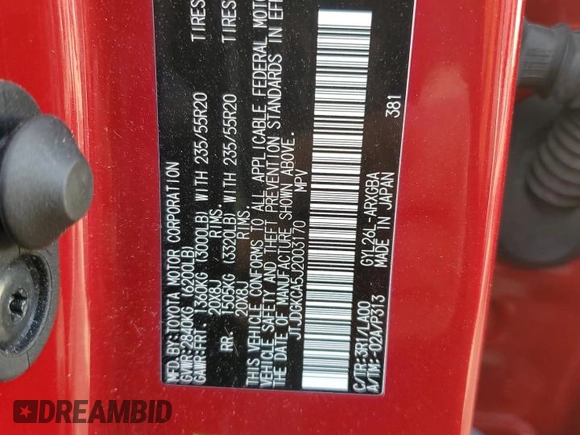 MFD.BY:TOYOTA MOTOR CORPORATION
GVWR:2840KG (6260LB)
GAWR:FRT. 1360KG (3000LB) WITH 235/55R20 TIRES
20X8J RIMS.
RR. 1505KG (3320LB) WITH 235/55R20 TIRES
20X8J RIMS.
THIS VEHICLE CONFORMS TO ALL APPLICABLE FEDERAL MOTOR
VEHICLE SAFETY AND THEFT PREVENTION STANDARDS IN EFF
THE DATE OF MANUFACTURE SHOWN ABOVE.
JTJDGKCA5J2003170 MPV
381
C/TR:3R1/LA00 GYL26L-ARXGBA
A/TM:-02A/P313 MADE IN JAPAN
DREAMBID